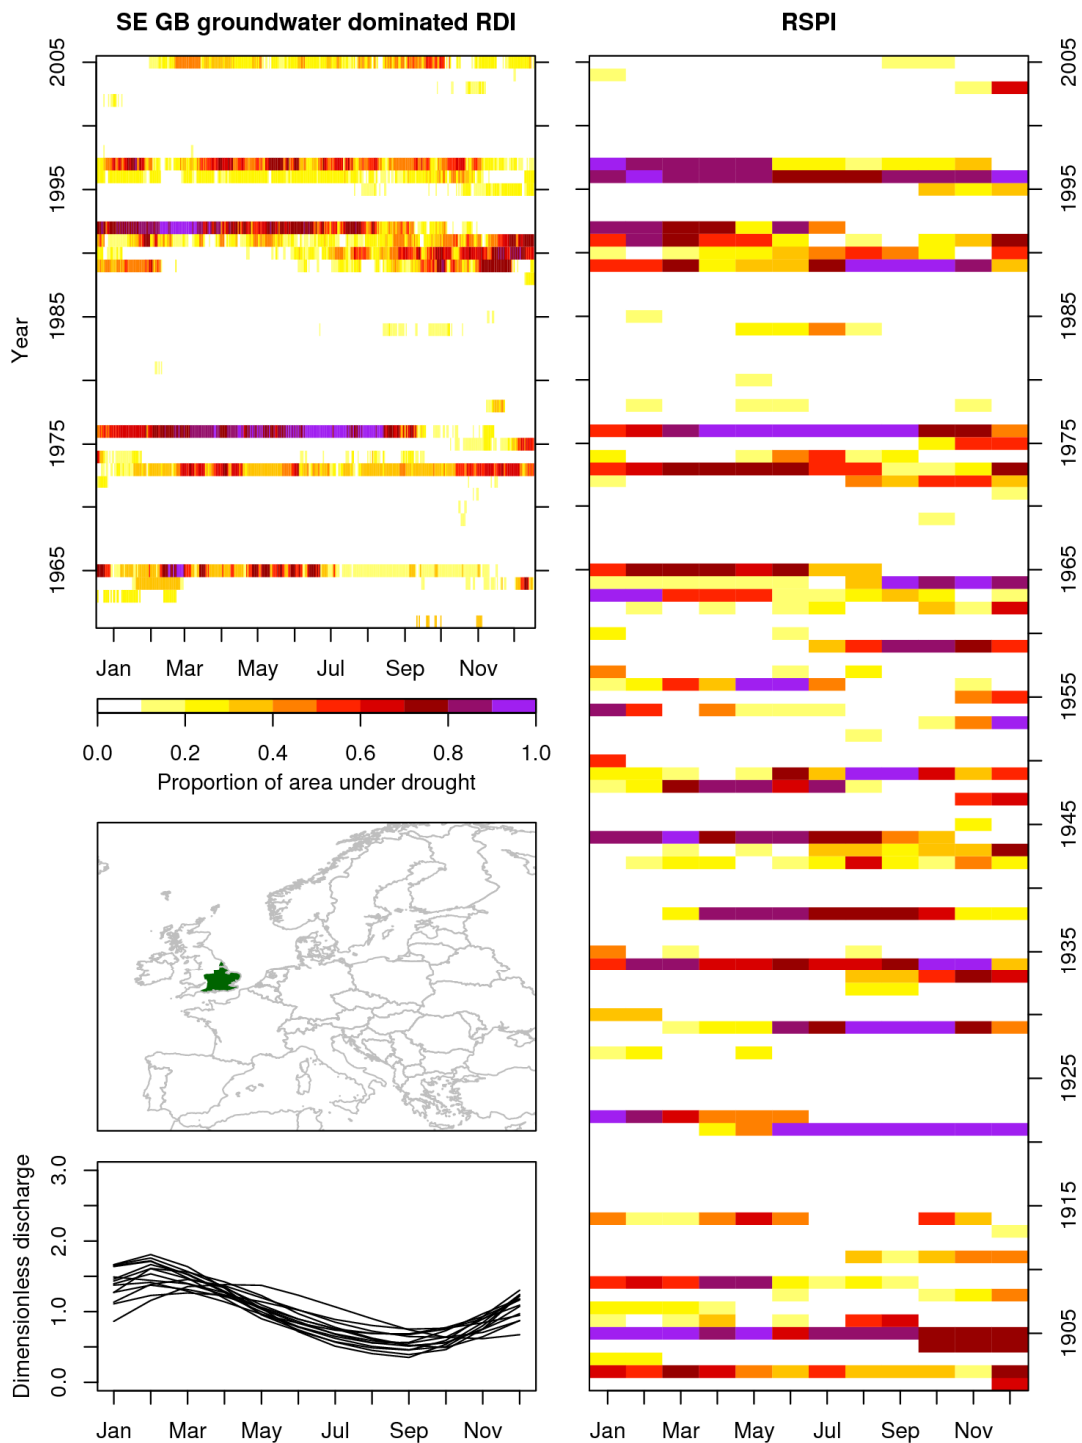 SE GB groundwater dominated RDI
RSPI
Year
2005
1995
1985
1975
1965
Jan Mar May Jul Sep Nov
0.0 0.2 0.4 0.6 0.8 1.0
Proportion of area under drought
Dimensionless discharge
3.0
2.0
1.0
0.0
Jan Mar May Jul Sep Nov
2005
1995
1985
1975
1965
1955
1945
1935
1925
1915
1905
Jan Mar May Jul Sep Nov